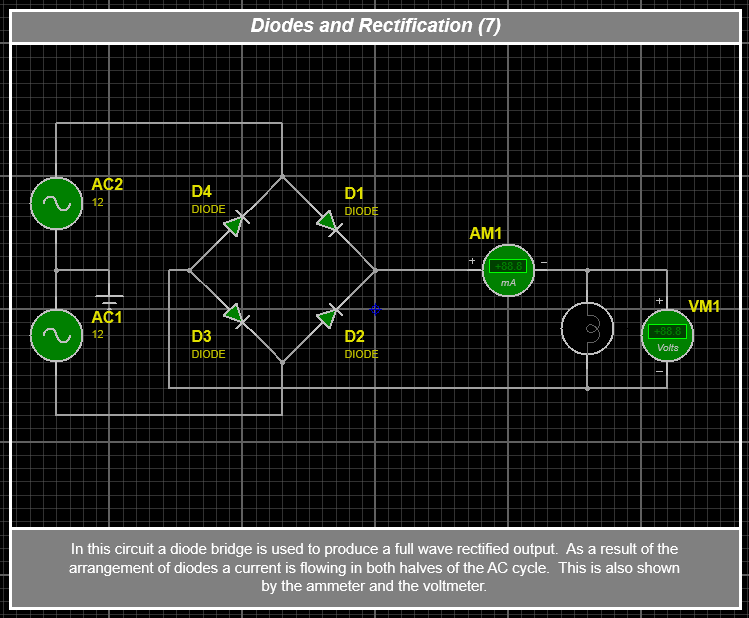 Diodes and Rectification (7)
AC2
12
D4
DIODE
D1
DIODE
AM1
+
+88.8
mA
−
AC1
12
D3
DIODE
D2
DIODE
+
VM1
+88.8
Volts
−
In this circuit a diode bridge is used to produce a full wave rectified output. As a result of the
arrangement of diodes a current is flowing in both halves of the AC cycle. This is also shown
by the ammeter and the voltmeter.